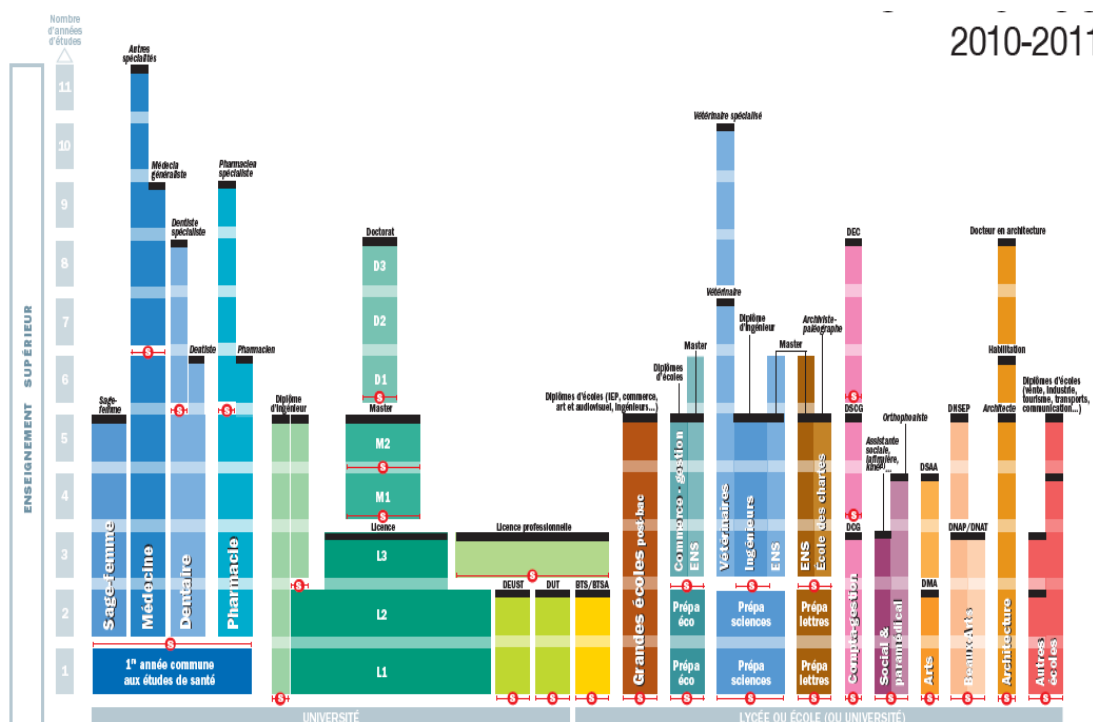 2010-2011
Nombre
d'années
d'études
11
10
9
8
7
6
5
4
3
2
1
ENSEIGNEMENT SUPÉRIEUR
Autres
spécialités
Médecin
généraliste
Dentiste
spécialiste
Dentiste
Pharmacien
spécialiste
Pharmacien
Sage-
femme
Sage-femme
Médecine
Dentaire
Pharmacie
S
S
S
S
1re année commune
aux études de santé
Diplôme
d'ingénieur
S
S
Doctorat
D3
D2
D1
S
Master
M2
S
M1
S
Licence
L3
L2
L1
Licence professionnelle
S
DEUST
DUT
BTS/BTSA
S
S
S
Diplômes d'écoles (IEP, commerce,
art et audiovisuel, ingénieurs...)
Grandes écoles post-bac
S
Diplômes
d'écoles
Master
Commerce - gestion
ENS
S
Prépa
éco
Prépa
éco
S
Vétérinaire spécialisé
Vétérinaire
Diplôme
d'ingénieur
Master
Vétérinaires
Ingénieurs
ENS
S
Prépa
sciences
Prépa
sciences
S
Archiviste-
paléographe
ENS
École des chartes
S
Prépa
lettres
Prépa
lettres
S
DEC
S
DSCG
S
DCG
Compta-gestion
S
Assistante
sociale,
infirmière,
Orthophoniste
Social &
paramédical
S
DSAA
DMA
Arts
S
DNSEP
DNAP/DNAT
Beaux-Arts
S
Docteur en architecture
Habilitation
Architecte
Architecture
S
Diplômes d'écoles
(vente, industrie,
tourisme, transports,
communication...)
Autres
écoles
S
UNIVERSITÉ
LYCÉE OU ÉCOLE (OU UNIVERSITÉ)